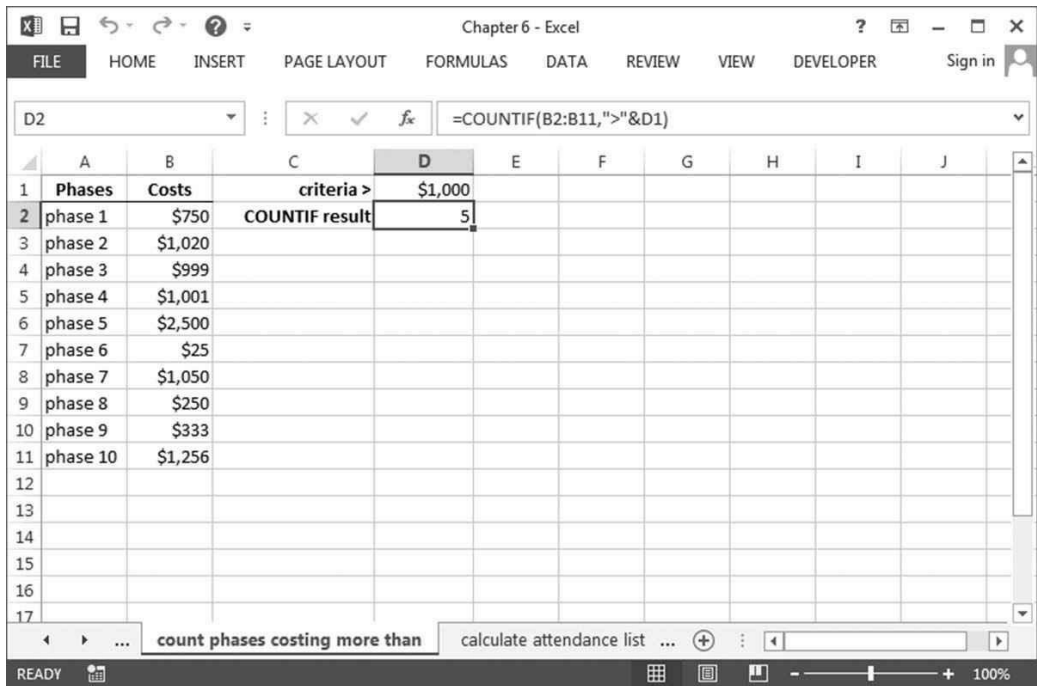 Chapter 6 - Excel ?
FILE HOME INSERT PAGE LAYOUT FORMULAS DATA REVIEW VIEW DEVELOPER Sign in
D2 fx =COUNTIF(B2:B11,">"&D1)
A B C D E F G H I J
1 Phases Costs criteria > $1,000
2 phase 1 $750 COUNTIF result 5
3 phase 2 $1,020
4 phase 3 $999
5 phase 4 $1,001
6 phase 5 $2,500
7 phase 6 $25
8 phase 7 $1,050
9 phase 8 $250
10 phase 9 $333
11 phase 10 $1,256
12
13
14
15
16
17
... count phases costing more than calculate attendance list ...
READY 100%